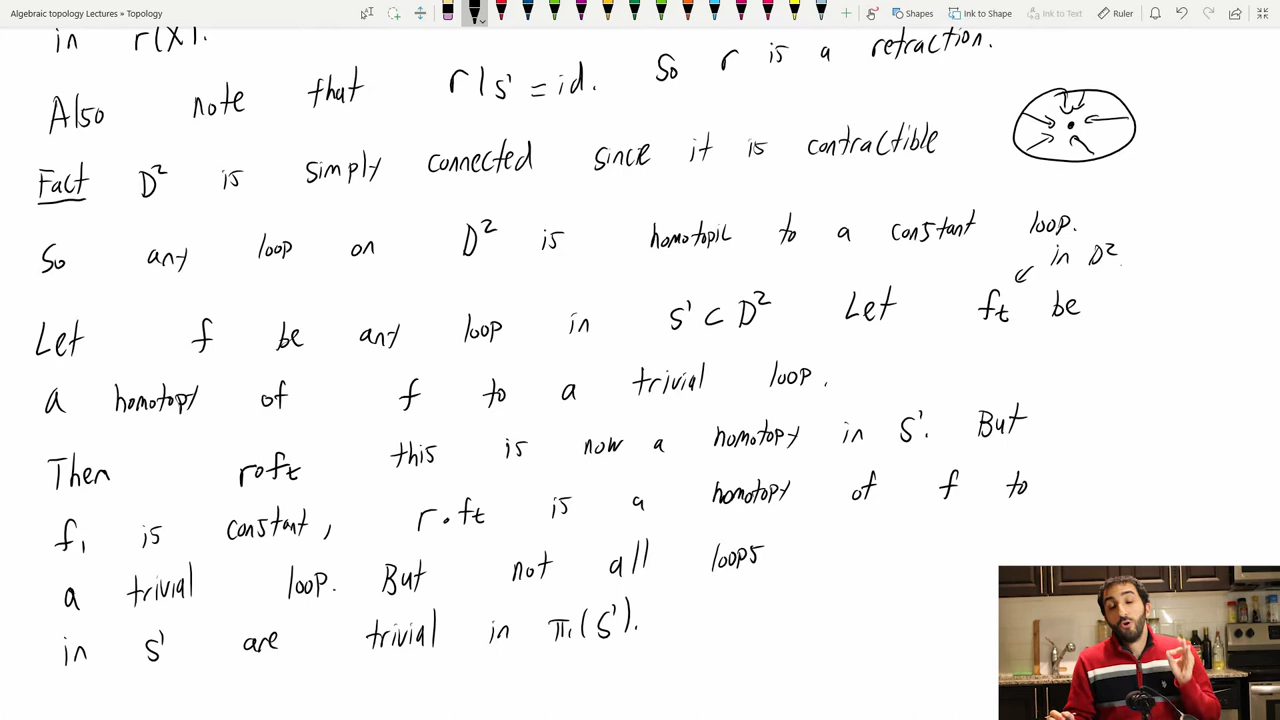 Algebraic topology Lectures » Topology
Shapes Ink to Shape Ink to Text Ruler
in r(X).
Also note that r|S¹ = id. So r is a retraction.
Fact D² is simply connected since it is contractible
So any loop on D² is homotopic to a constant loop.
in D².
Let f be any loop in S¹ ⊂ D² Let fₜ be
a homotopy of f to a trivial loop.
Then r∘fₜ this is now a homotopy in S¹. But
f₁ is constant, r∘fₜ is a homotopy of f to
a trivial loop. But not all loops
in S¹ are trivial in π₁(S¹).